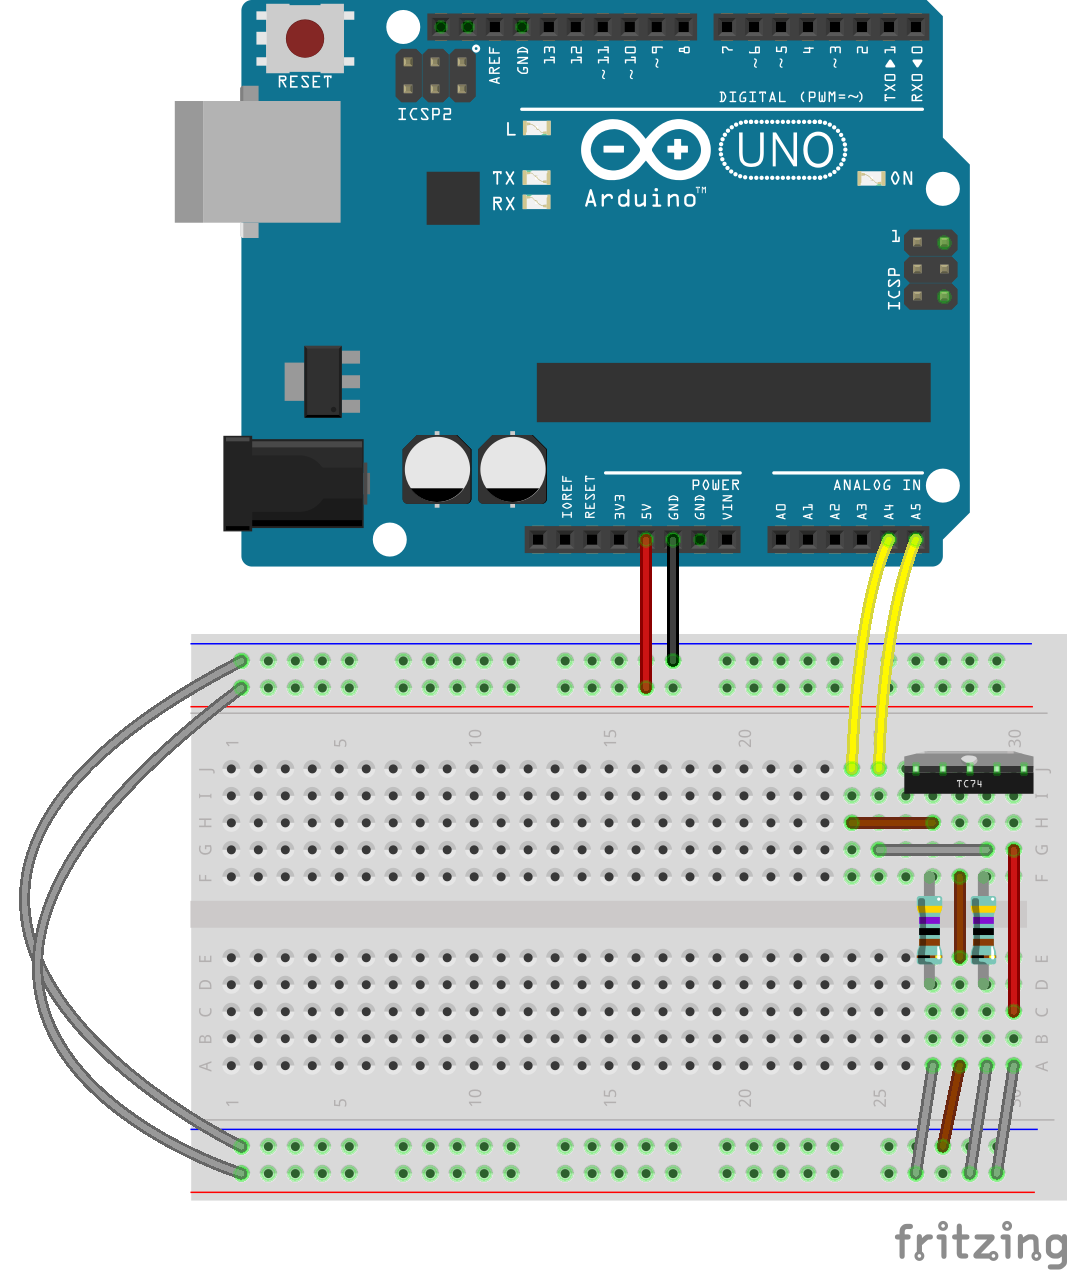 RESET
ICSP2
AREF
GND
13
12
~11
~10
~9
8
7
~6
~5
4
~3
2
TX0▶1
RX0◀0
DIGITAL (PWM=~)
L
TX
RX
Arduino™
UNO
ON
1
ICSP
POWER
ANALOG IN
IOREF
RESET
3V3
5V
GND
GND
VIN
A0
A1
A2
A3
A4
A5
1 5 10 15 20 30
J J
TC74
I I
H H
G G
F F
E E
D D
C C
B B
A A
1 5 10 15 20 25 30
fritzing